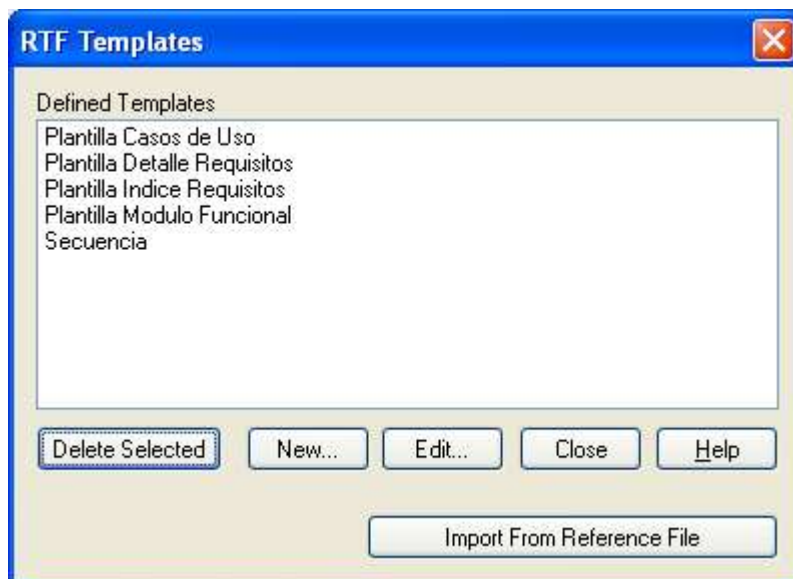 RTF Templates
Defined Templates
Plantilla Casos de Uso
Plantilla Detalle Requisitos
Plantilla Indice Requisitos
Plantilla Modulo Funcional
Secuencia
Delete Selected New... Edit... Close Help
Import From Reference File